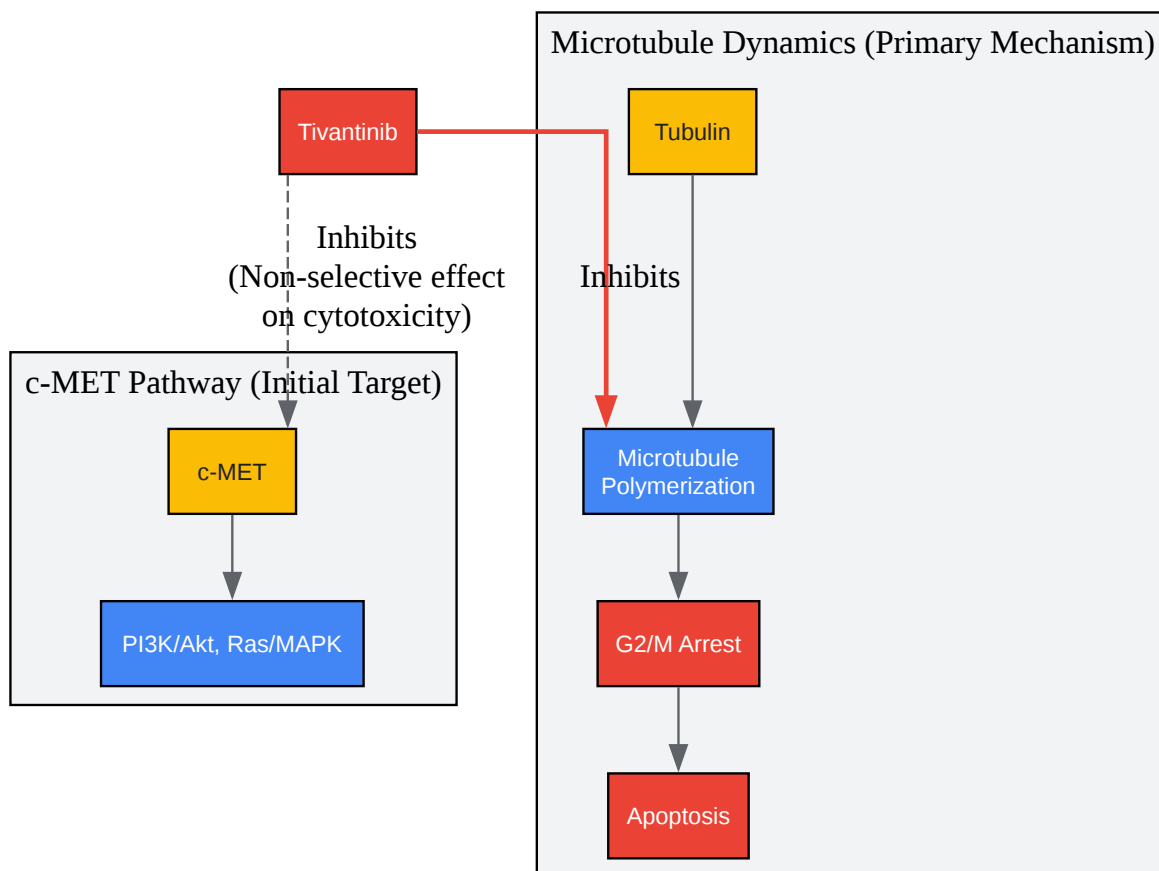 Microtubule Dynamics (Primary Mechanism)
Tivantinib
Tubulin
Inhibits
(Non-selective effect
on cytotoxicity)
Inhibits
c-MET Pathway (Initial Target)
c-MET
Microtubule
Polymerization
PI3K/Akt, Ras/MAPK
G2/M Arrest
Apoptosis